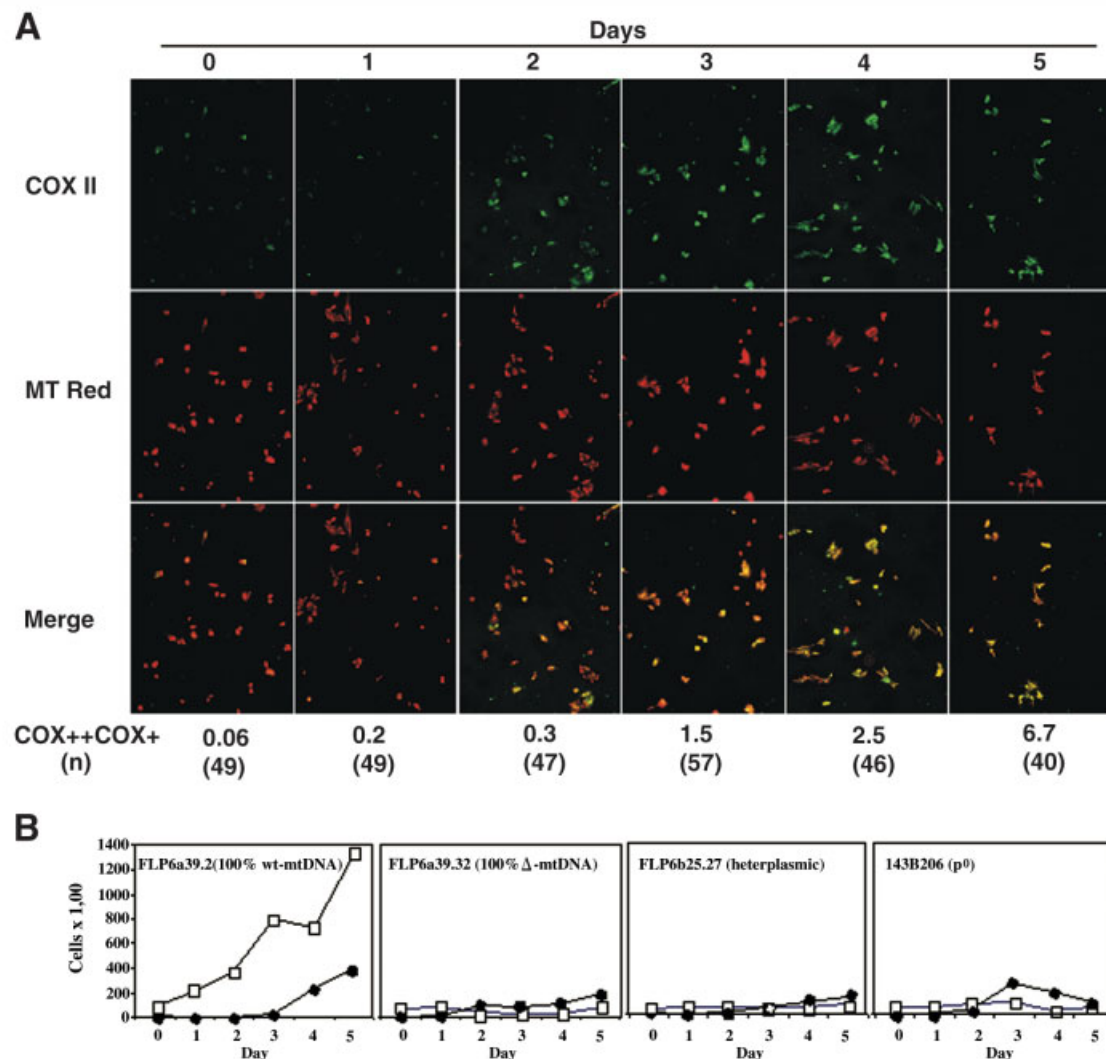 A
Days
0 1 2 3 4 5
COX II
MT Red
Merge
COX++COX+ 0.06 0.2 0.3 1.5 2.5 6.7
(n) (49) (49) (47) (57) (46) (40)
B
1400
1200
1000
800
600
400
200
0
Cells x 1,00
FLP6a39.2(100% wt-mtDNA) FLP6a39.32 (100% Δ-mtDNA) FLP6b25.27 (heterplasmic) 143B206 (p⁰)
0 1 2 3 4 5 0 1 2 3 4 5 0 1 2 3 4 5 0 1 2 3 4 5
Day Day Day Day